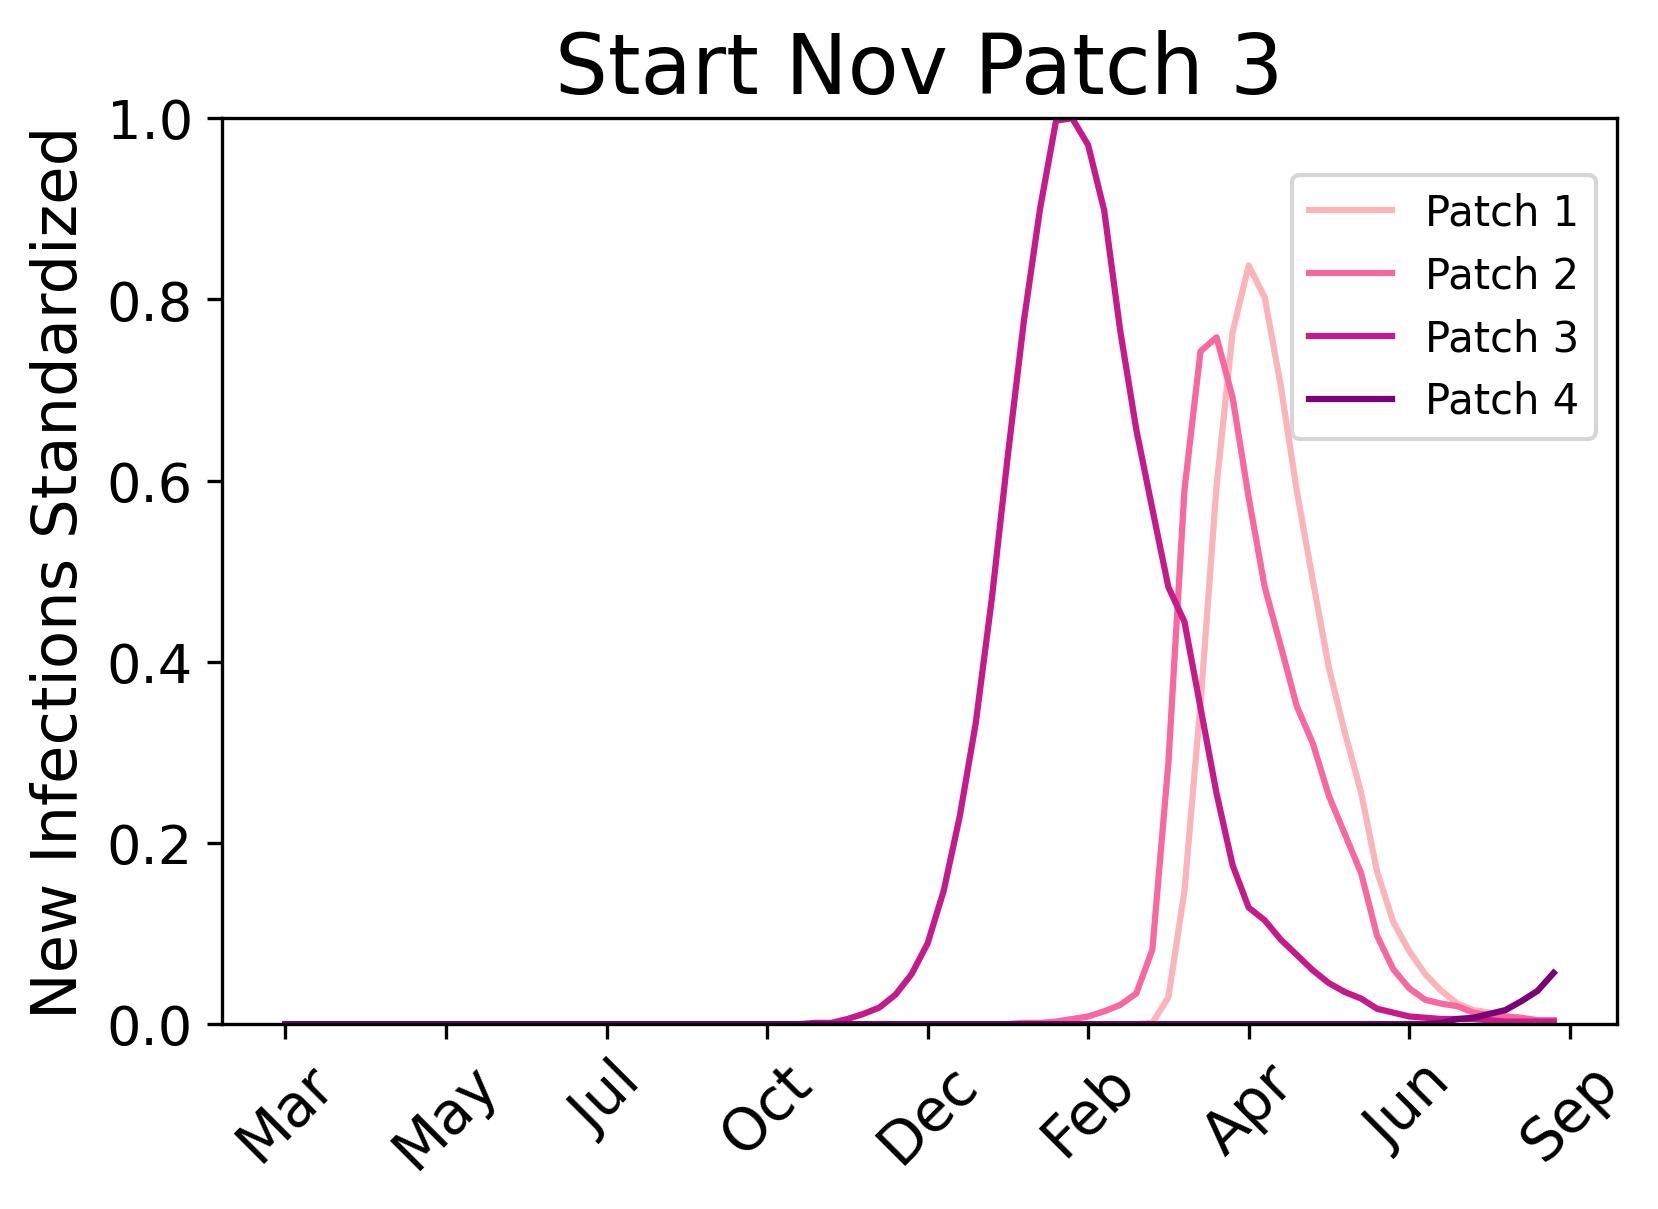 Start Nov Patch 3
New Infections Standardized
1.0
0.8
0.6
0.4
0.2
0.0
Mar
May
Jul
Oct
Dec
Feb
Apr
Jun
Sep
Patch 1
Patch 2
Patch 3
Patch 4